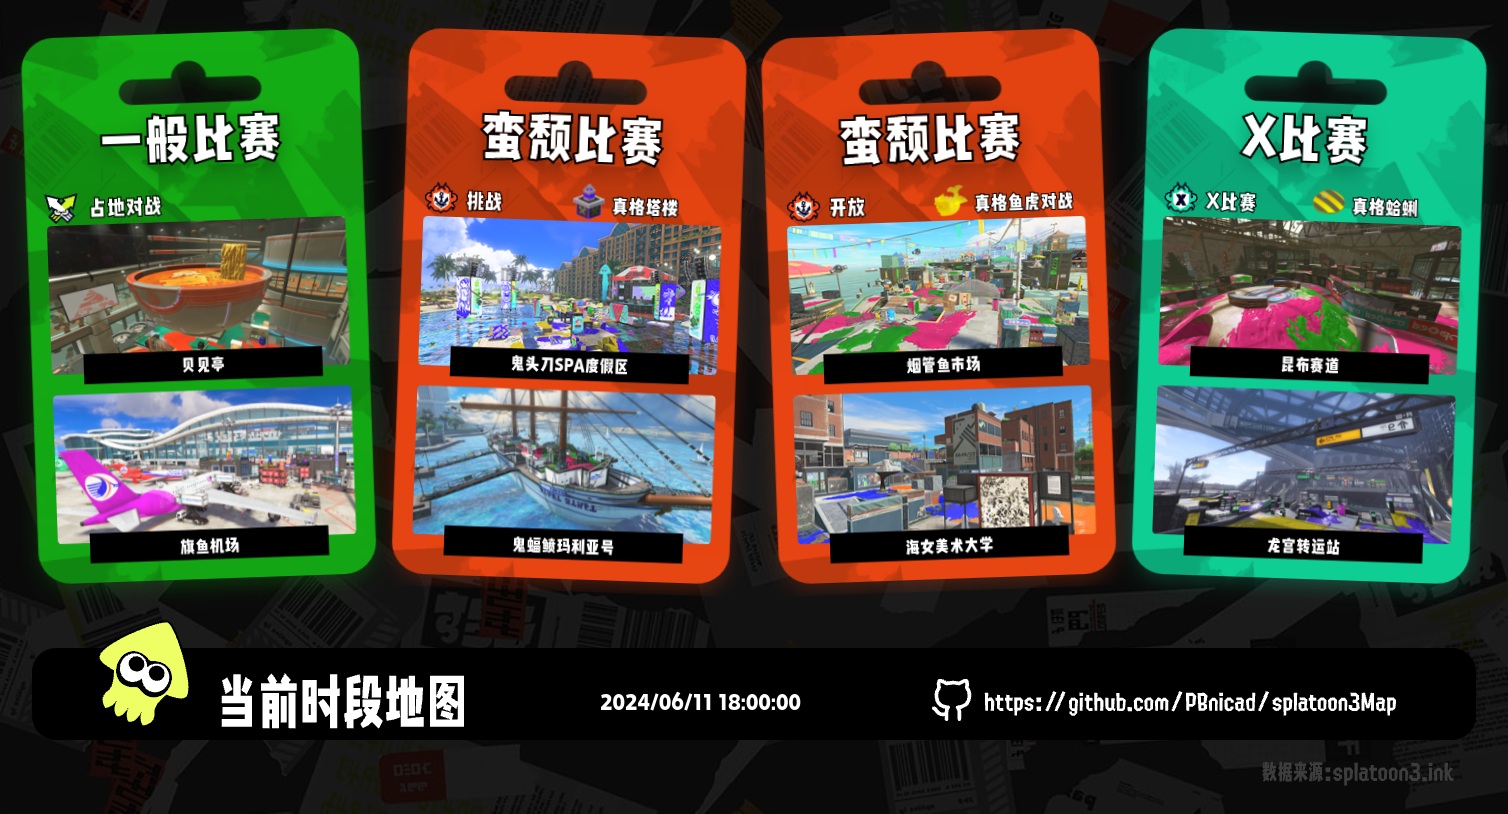 一般比赛
占地对战
贝贝亭
旗鱼机场
蛮颓比赛
挑战
真格塔楼
鬼头刀SPA度假区
鬼蝠鲼玛利亚号
蛮颓比赛
开放
真格鱼虎对战
烟管鱼市场
海女美术大学
X比赛
X比赛
真格蛤蜊
昆布赛道
龙宫转运站
当前时段地图
2024/06/11 18:00:00
https://github.com/PBnicad/splatoon3Map
数据来源:splatoon3.ink